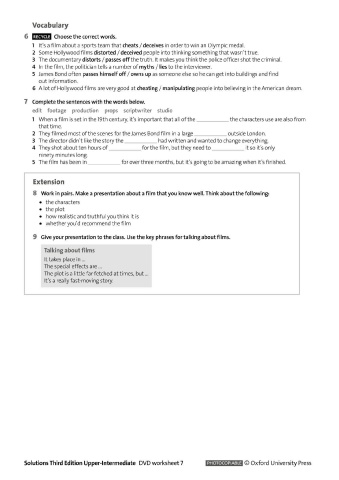 Vocabulary
6 RECYCLE Choose the correct words.
1 It's a film about a sports team that cheats / deceives in order to win an Olympic medal.
2 Some Hollywood films distorted / deceived people into thinking something that wasn't true.
3 The documentary distorts / passes off the truth. It makes you think the police officer shot the criminal.
4 In the film, the politician tells a number of myths / lies to the interviewer.
5 James Bond often passes himself off / owns up as someone else so he can get into buildings and find
out information.
6 A lot of Hollywood films are very good at cheating / manipulating people into believing in the American dream.
7 Complete the sentences with the words below.
edit footage production props scriptwriter studio
1 When a film is set in the 19th century, it's important that all of the __________ the characters use are also from
that time.
2 They filmed most of the scenes for the James Bond film in a large __________ outside London.
3 The director didn't like the story the __________ had written and wanted to change everything.
4 They shot about ten hours of __________ for the film, but they need to __________ it so it's only
ninety minutes long.
5 The film has been in __________ for over three months, but it's going to be amazing when it's finished.
Extension
8 Work in pairs. Make a presentation about a film that you know well. Think about the following:
• the characters
• the plot
• how realistic and truthful you think it is
• whether you'd recommend the film
9 Give your presentation to the class. Use the key phrases for talking about films.
Talking about films
It takes place in ...
The special effects are ...
The plot is a little far-fetched at times, but ...
It's a really fast-moving story.
Solutions Third Edition Upper-Intermediate DVD worksheet 7 PHOTOCOPIABLE © Oxford University Press